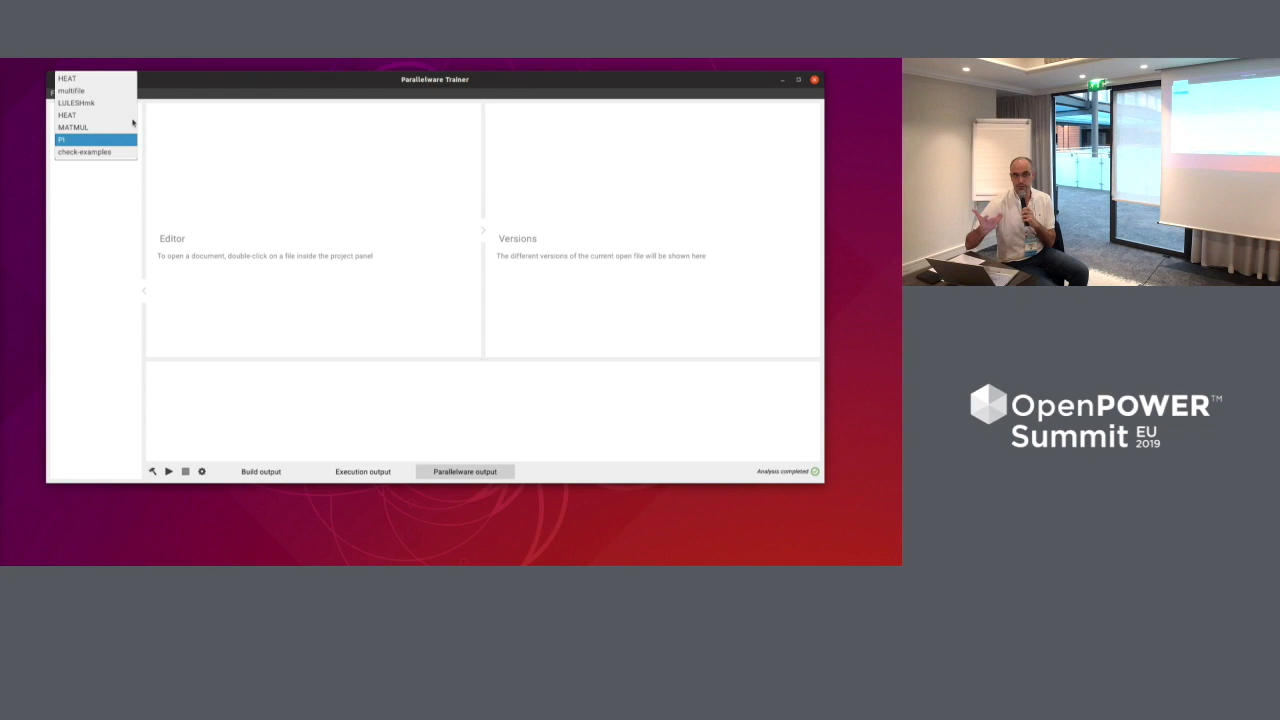 Parallelware Trainer
HEAT
multifile
LULESHmk
HEAT
MATMUL
PI
check-examples
F
Editor
To open a document, double-click on a file inside the project panel
Versions
The different versions of the current open file will be shown here
Build output
Execution output
Parallelware output
Analysis completed
OpenPOWER™
Summit EU
2019